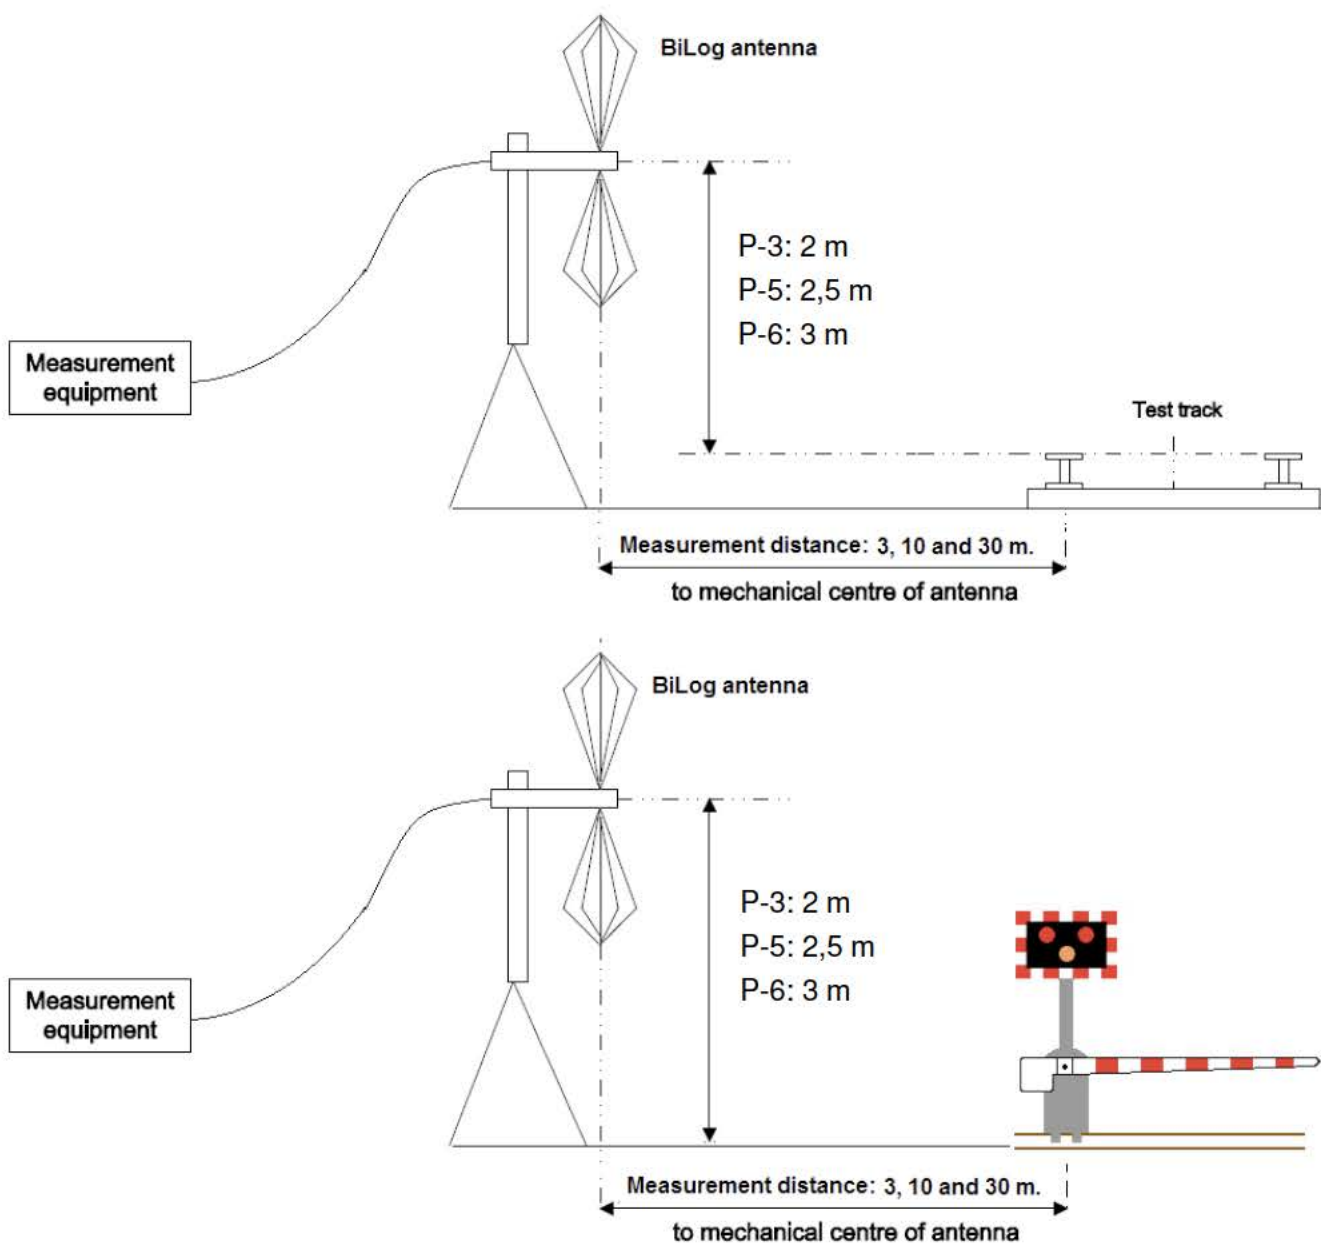 BiLog antenna
P-3: 2 m
P-5: 2,5 m
P-6: 3 m
Measurement
equipment
Test track
Measurement distance: 3, 10 and 30 m.
to mechanical centre of antenna
BiLog antenna
P-3: 2 m
P-5: 2,5 m
P-6: 3 m
Measurement
equipment
Measurement distance: 3, 10 and 30 m.
to mechanical centre of antenna